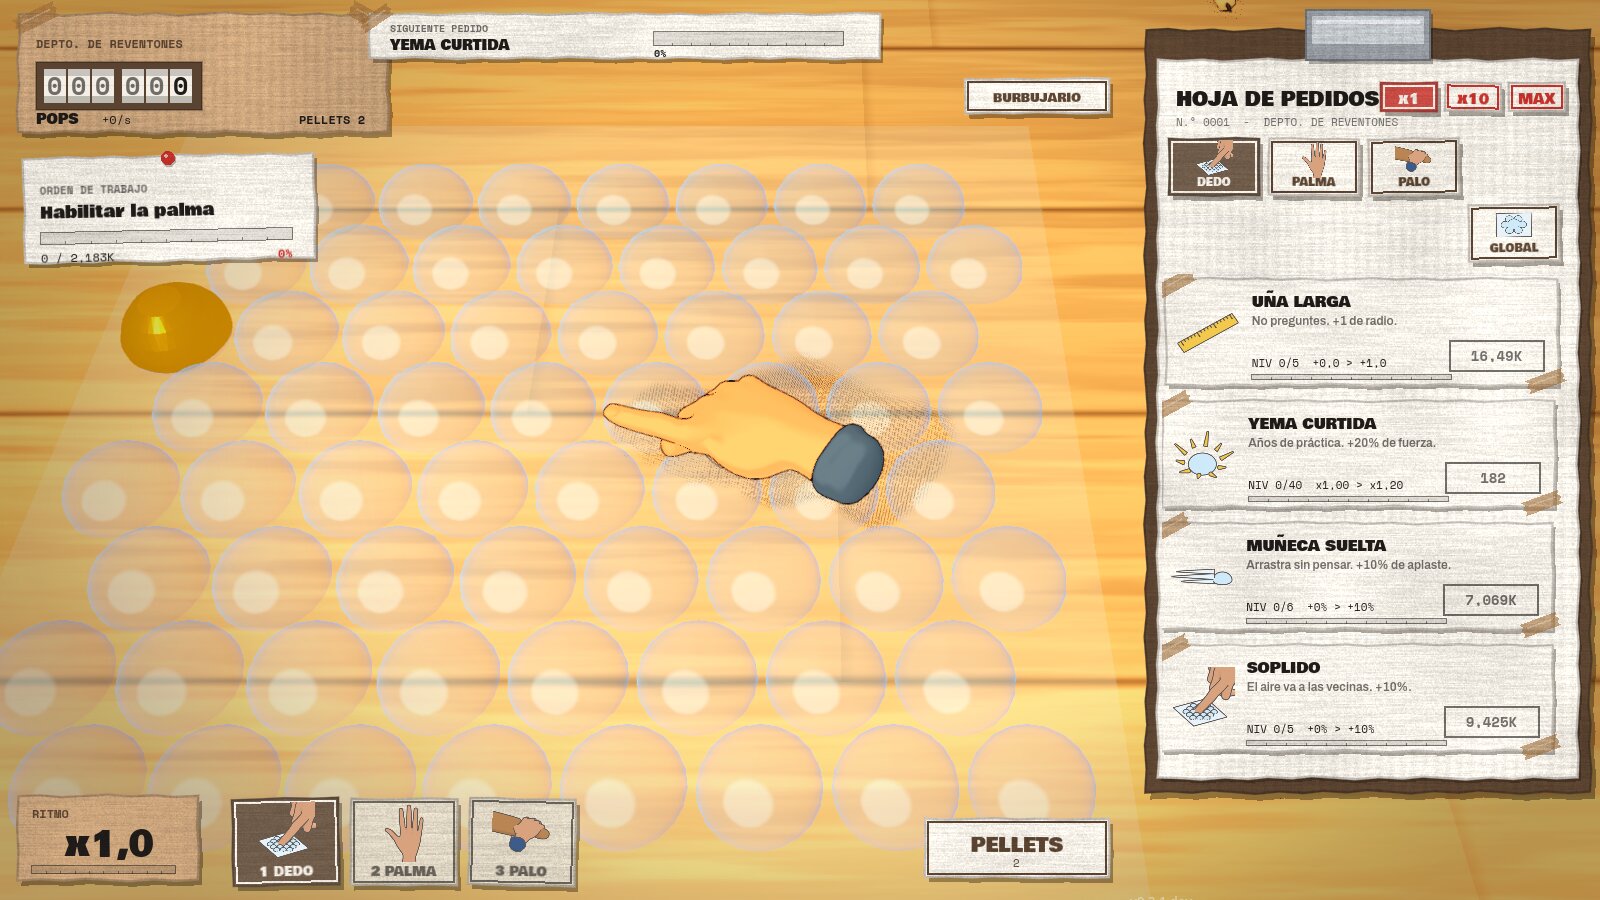 DEPTO. DE REVENTONES
000000
POPS +0/s PELLETS 2
SIGUIENTE PEDIDO
YEMA CURTIDA
0%
BURBUJARIO
ORDEN DE TRABAJO
Habilitar la palma
0 / 2,183K 0%
HOJA DE PEDIDOS x1 x10 MAX
N.° 0001 - DEPTO. DE REVENTONES
DEDO PALMA PALO
GLOBAL
UÑA LARGA
No preguntes. +1 de radio.
NIV 0/5 +0,0 > +1,0
16,49K
YEMA CURTIDA
Años de práctica. +20% de fuerza.
NIV 0/40 x1,00 > x1,20
182
MUÑECA SUELTA
Arrastra sin pensar. +10% de aplaste.
NIV 0/6 +0% > +10%
7,069K
SOPLIDO
El aire va a las vecinas. +10%.
NIV 0/5 +0% > +10%
9,425K
RITMO
x1,0
1 DEDO 2 PALMA 3 PALO
PELLETS
2